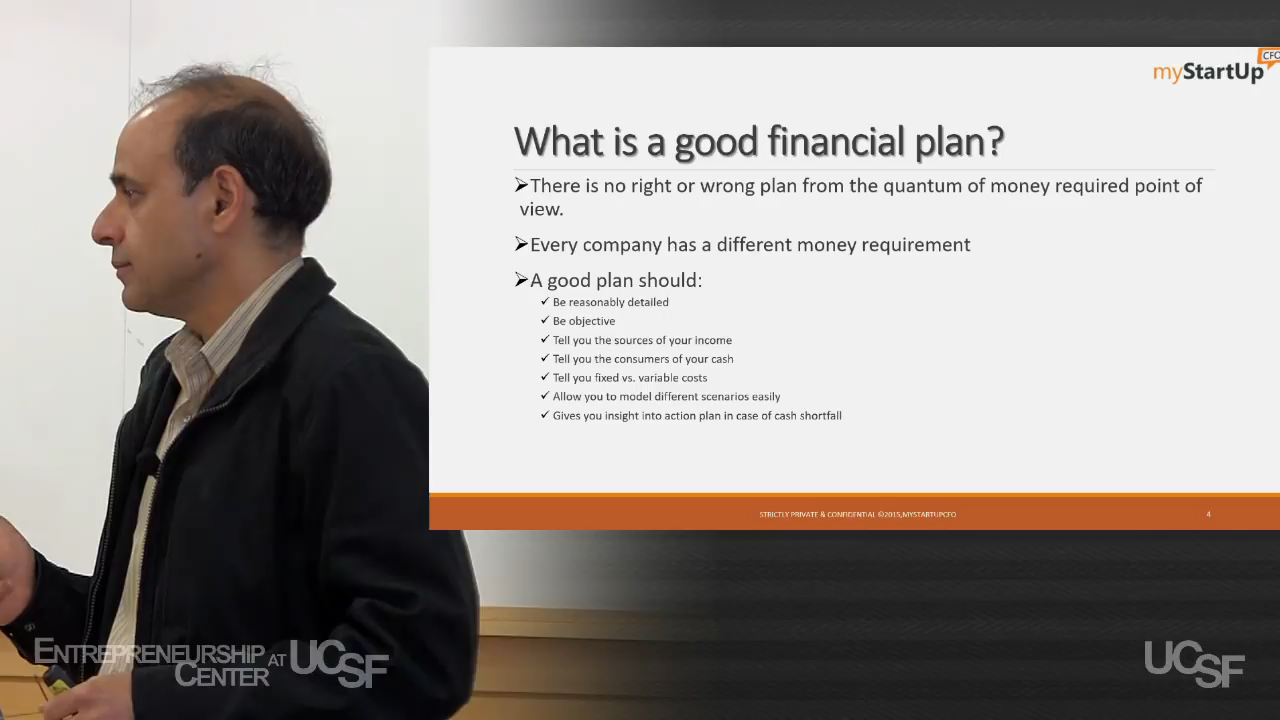 CFO
myStartUp
What is a good financial plan?
➢There is no right or wrong plan from the quantum of money required point of
view.
➢Every company has a different money requirement
➢A good plan should:
✓ Be reasonably detailed
✓ Be objective
✓ Tell you the sources of your income
✓ Tell you the consumers of your cash
✓ Tell you fixed vs. variable costs
✓ Allow you to model different scenarios easily
✓ Gives you insight into action plan in case of cash shortfall
STRICTLY PRIVATE & CONFIDENTIAL ©2015,MYSTARTUPCFO
4
ENTREPRENEURSHIP AT UCSF
CENTER
UCSF